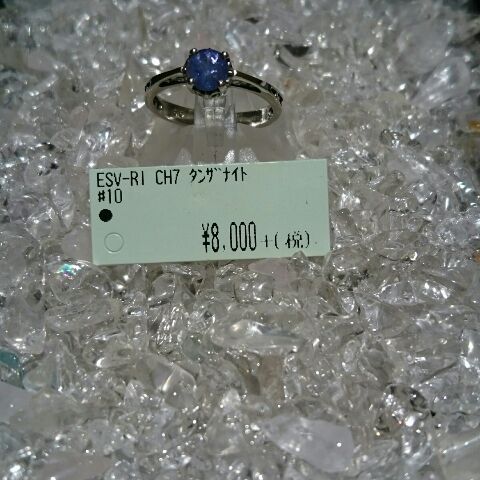 ESV-RI CH7 ﾀﾝｻﾞﾅｲﾄ
#10
¥8,000+(税)